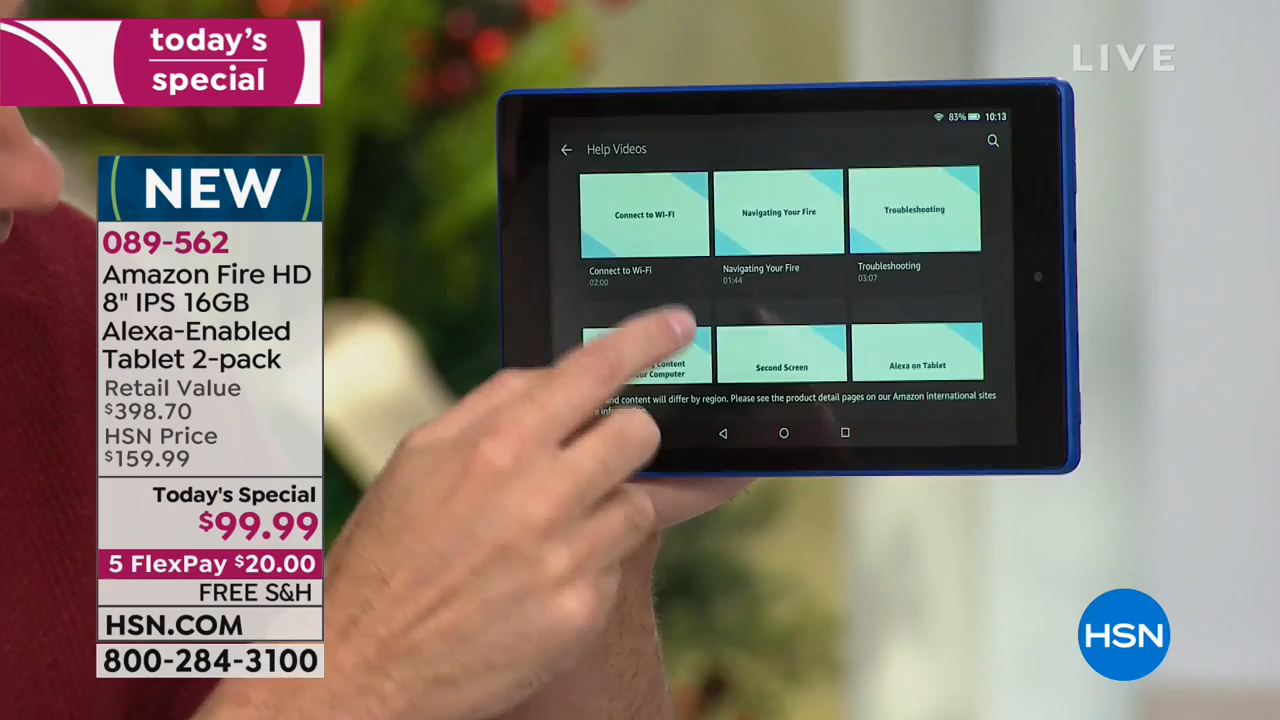 today's
special
LIVE
NEW
089-562
Amazon Fire HD
8" IPS 16GB
Alexa-Enabled
Tablet 2-pack
Retail Value
$398.70
HSN Price
$159.99
Today's Special
$99.99
5 FlexPay $20.00
FREE S&H
HSN.COM
800-284-3100
83% 10:13
Help Videos
Connect to Wi-Fi
Navigating Your Fire
Troubleshooting
Connect to Wi-Fi
02:00
Navigating Your Fire
01:44
Troubleshooting
03:07
Content
Computer
Second Screen
Alexa on Tablet
and content will differ by region. Please see the product detail pages on our Amazon international sites
HSN